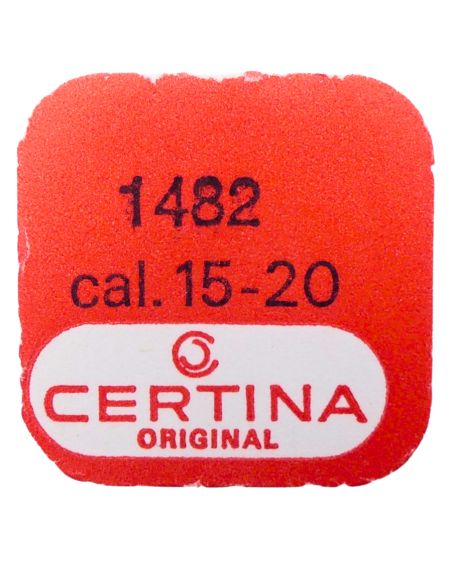 1482
cal. 15-20
CERTINA
ORIGINAL